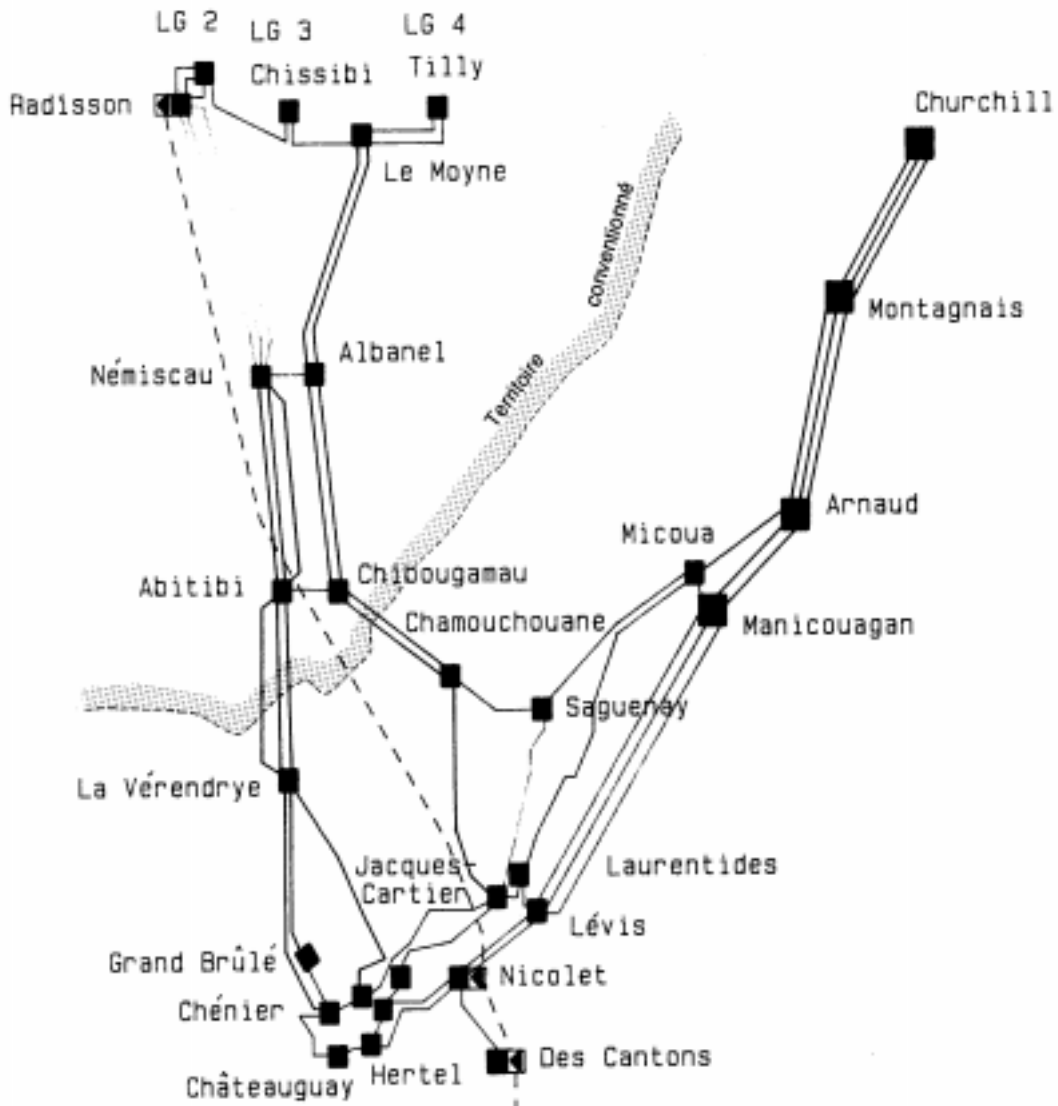 LG 2
LG 3
LG 4
Chissibi
Tilly
Radisson
Churchill
Le Moyne
conventionné
Montagnais
Albanel
Némiscau
Territoire
Arnaud
Micoua
Abitibi
Chibougamau
Chamouchouane
Manicouagan
Saguenay
La Vérendrye
Jacques-
Cartier
Laurentides
Lévis
Grand Brûlé
Nicolet
Chénier
Des Cantons
Hertel
Châteauguay